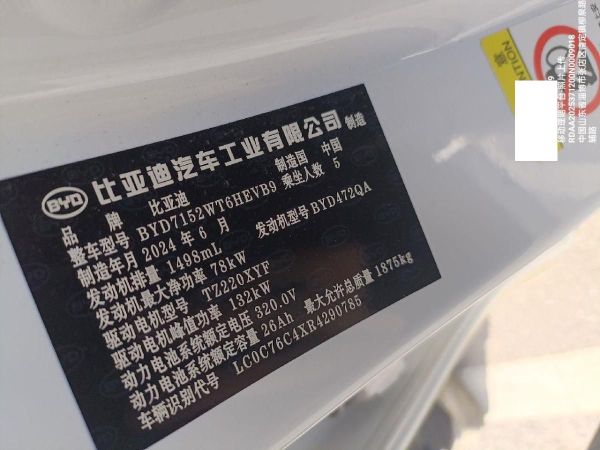 BYD 比亚迪汽车工业有限公司 制造
品牌 比亚迪 制造国 中国
整车型号 BYD7152WT6HEVB9 乘坐人数 5
制造年月 2024 年 6 月 发动机型号 BYD472QA
发动机排量 1498mL
发动机最大净功率 78kW
驱动电机型号 TZ220XYF
驱动电机峰值功率 132kW
动力电池系统额定电压 320.0V 最大允许总质量 1875kg
动力电池系统额定容量 26Ah
车辆识别代号 LC0C76C4XR4290785